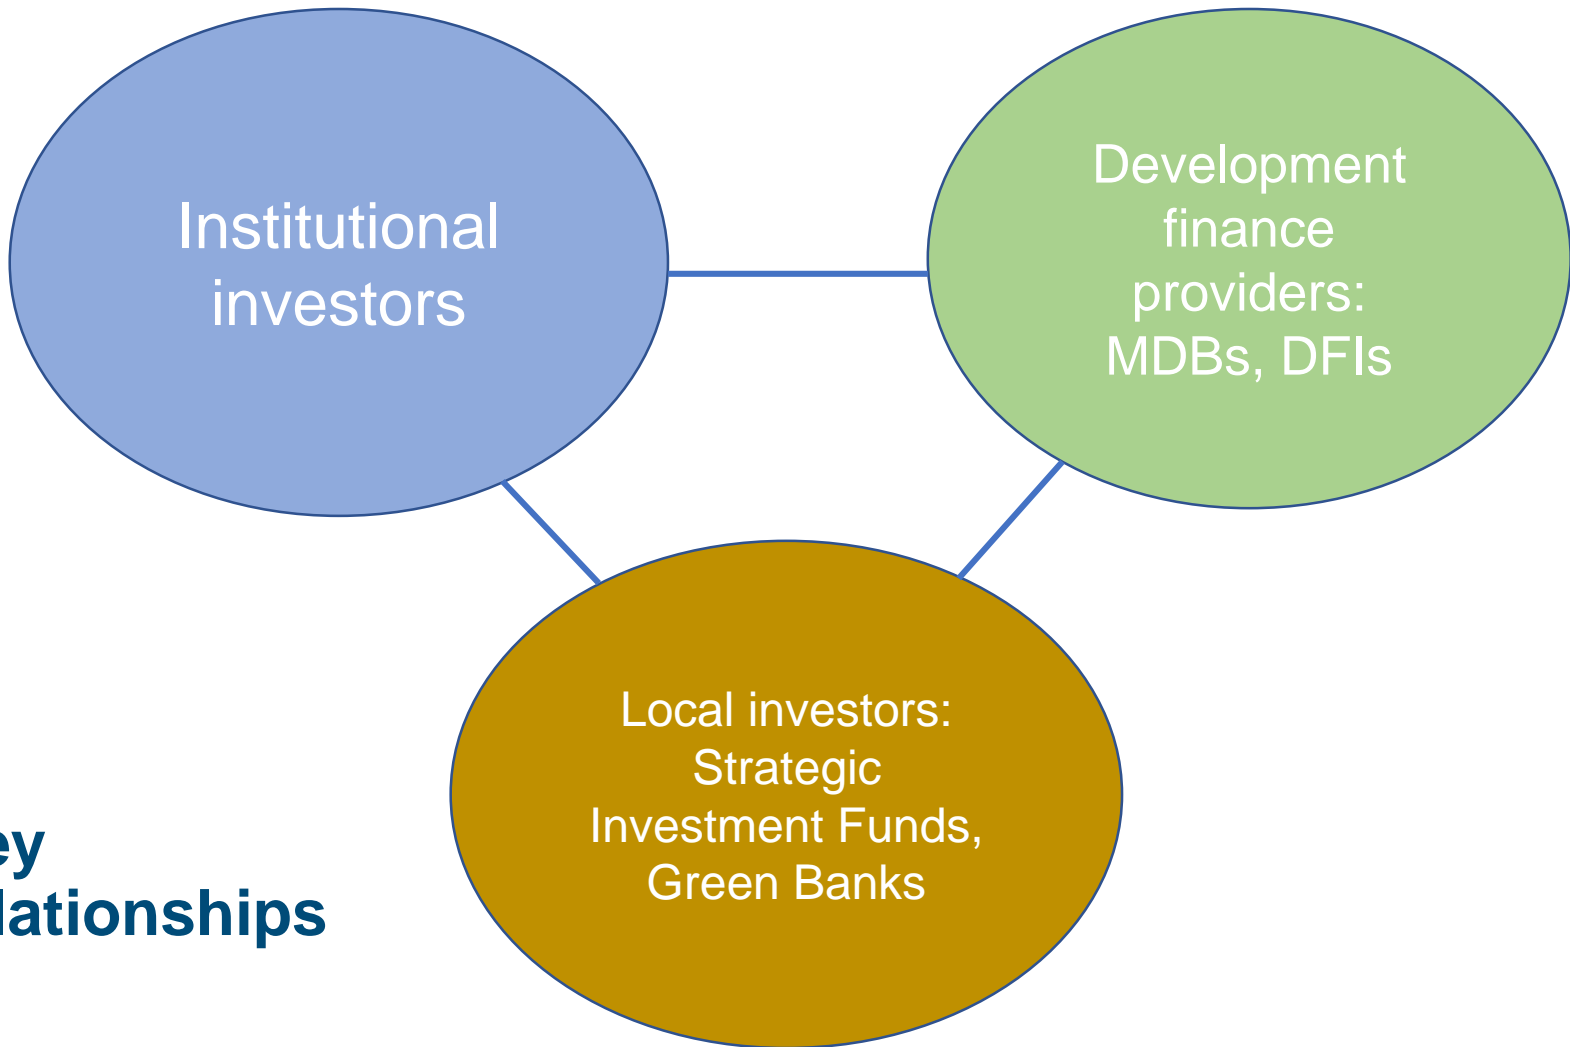 Institutional
investors
Development
finance
providers:
MDBs, DFIs
Local investors:
Strategic
Investment Funds,
Green Banks
ey
lationships